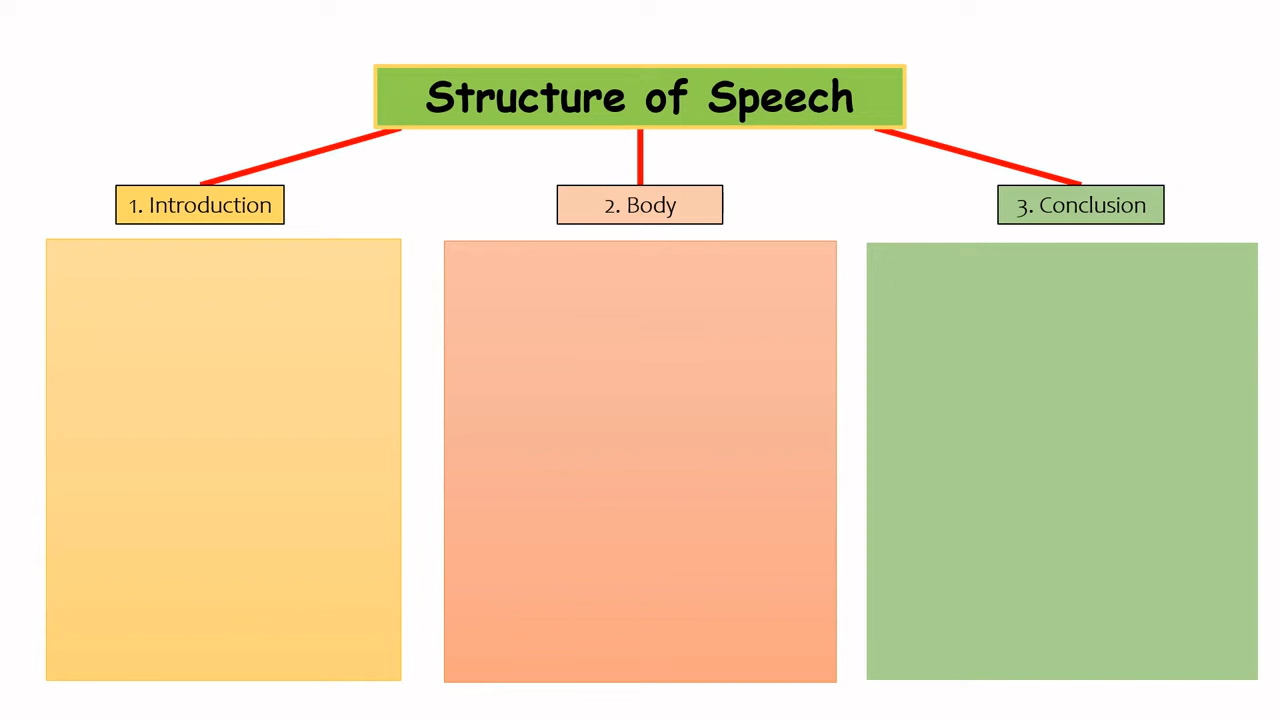 Structure of Speech
1. Introduction
2. Body
3. Conclusion